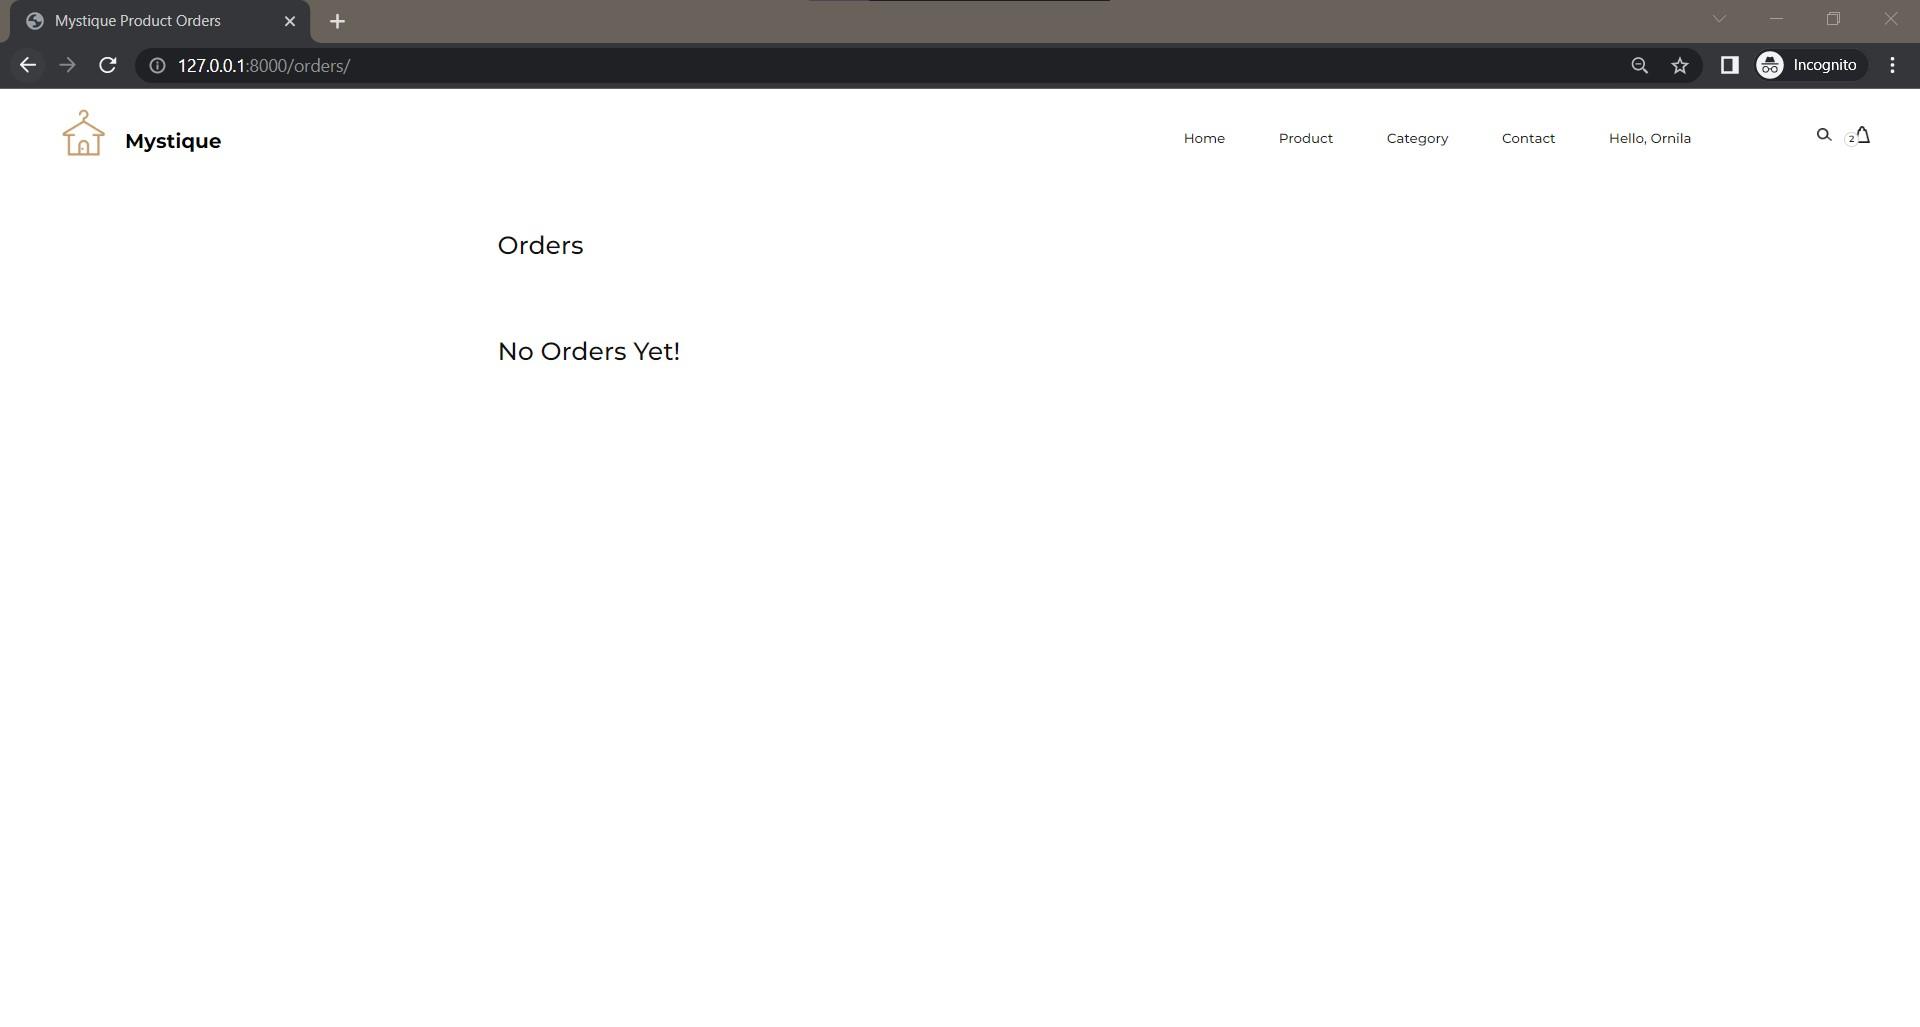 Mystique Product Orders
127.0.0.1:8000/orders/
Incognito
Mystique
Home
Product
Category
Contact
Hello, Ornila
2
Orders
No Orders Yet!